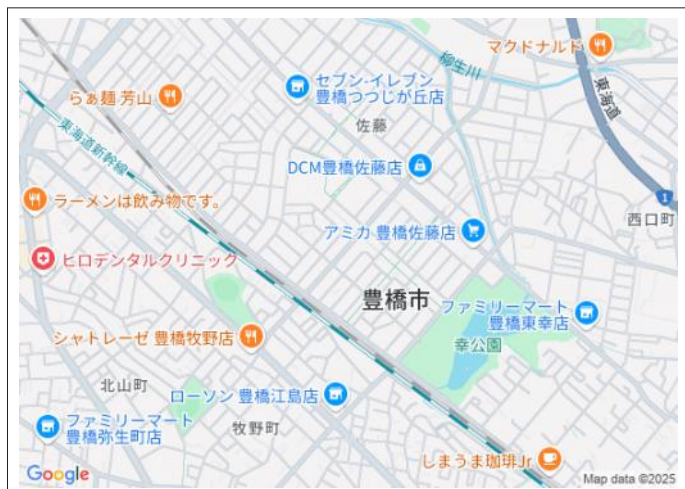 マクドナルド
柳生川
セブン-イレブン
豊橋つつじが丘店
らぁ麺 芳山
東海道
佐藤
東海道新幹線
DCM豊橋佐藤店
1
ラーメンは飲み物です。
西口町
アミカ 豊橋佐藤店
ヒロデンタルクリニック
豊橋市
ファミリーマート
豊橋東幸店
シャトレーゼ 豊橋牧野店
幸公園
北山町
ローソン 豊橋江島店
ファミリーマート
豊橋弥生町店
牧野町
しまうま珈琲Jr
Google
Map data ©2025